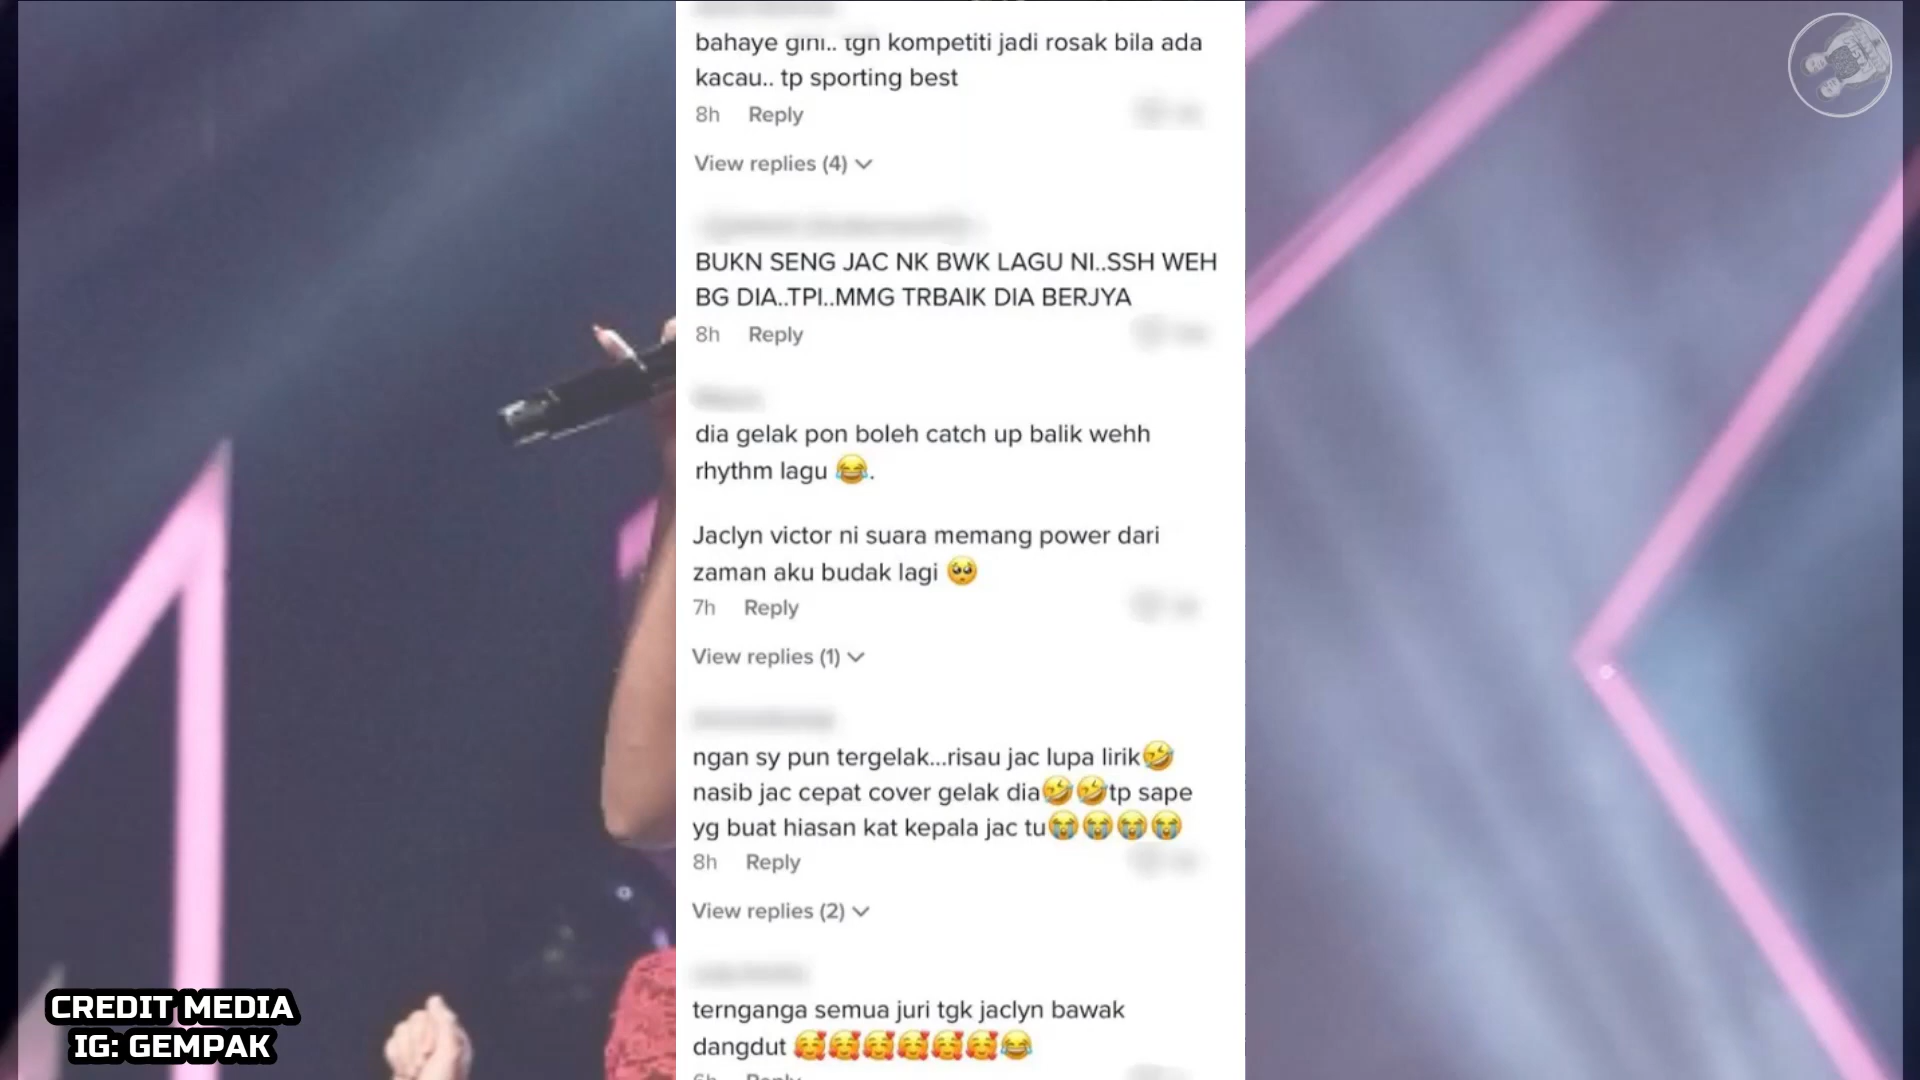 bahaye gini.. tgn kompetiti jadi rosak bila ada
kacau.. tp sporting best
8h Reply
View replies (4)
BUKN SENG JAC NK BWK LAGU NI..SSH WEH
BG DIA..TPI..MMG TRBAIK DIA BERJYA
8h Reply
dia gelak pon boleh catch up balik wehh
rhythm lagu 😂.
Jaclyn victor ni suara memang power dari
zaman aku budak lagi 🥺
7h Reply
View replies (1)
ngan sy pun tergelak...risau jac lupa lirik🤣
nasib jac cepat cover gelak dia🤣🤣tp sape
yg buat hiasan kat kepala jac tu😭😭😭😭
8h Reply
View replies (2)
ternganga semua juri tgk jaclyn bawak
dangdut 🥰🥰🥰🥰🥰🥰😂
6h Reply
CREDIT MEDIA
IG: GEMPAK